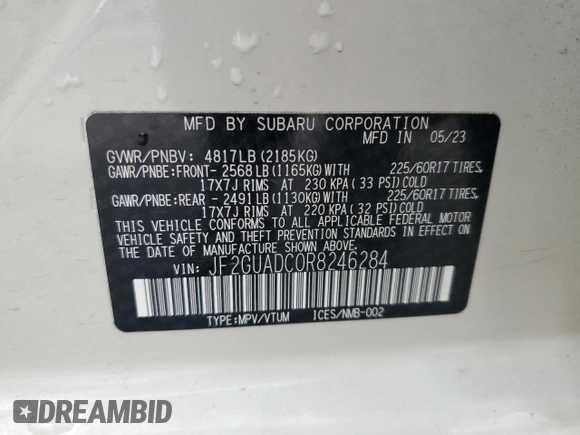 MFD BY SUBARU CORPORATION
MFD IN 05/23
GVWR/PNBV: 4817LB (2185KG)
GAWR/PNBE:FRONT- 2568LB (1165KG)WITH 225/60R17 TIRES,
17X7J RIMS AT 230 KPA (33 PSI) COLD
GAWR/PNBE:REAR - 2491LB (1130KG)WITH 225/60R17 TIRES,
17X7J RIMS AT 220 KPA (32 PSI) COLD
THIS VEHICLE CONFORMS TO ALL APPLICABLE FEDERAL MOTOR
VEHICLE SAFETY AND THEFT PREVENTION STANDARDS IN EFFECT ON
THE DATE OF MANUFACTURE SHOWN ABOVE.
VIN: JF2GUADC0R8246284
TYPE:MPV/VTUM ICES/NMB-002
DREAMBID